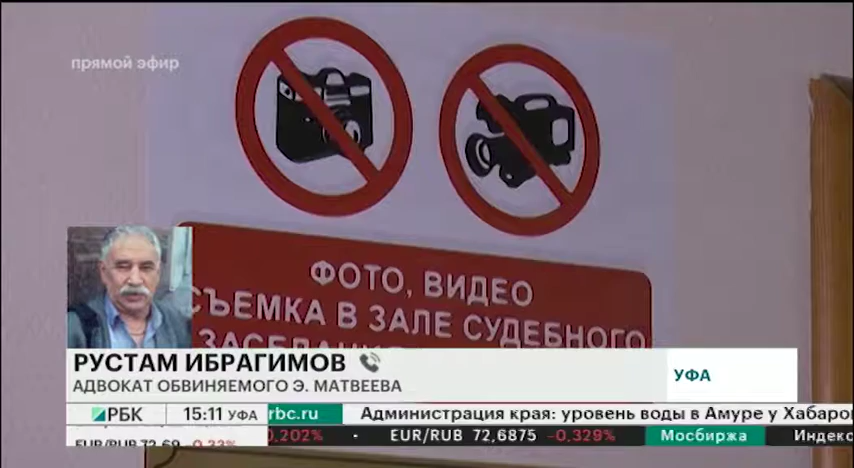 прямой эфир
ФОТО, ВИДЕО
СЪЕМКА В ЗАЛЕ СУДЕБНОГО
РУСТАМ ИБРАГИМОВ
АДВОКАТ ОБВИНЯЕМОГО Э. МАТВЕЕВА
УФА
РБК 15:11 УФА rbc.ru Администрация края: уровень воды в Амуре у
EUR/RUB 72,69 -0,33% 0,202% EUR/RUB 72,6875 -0,329% Мосбиржа